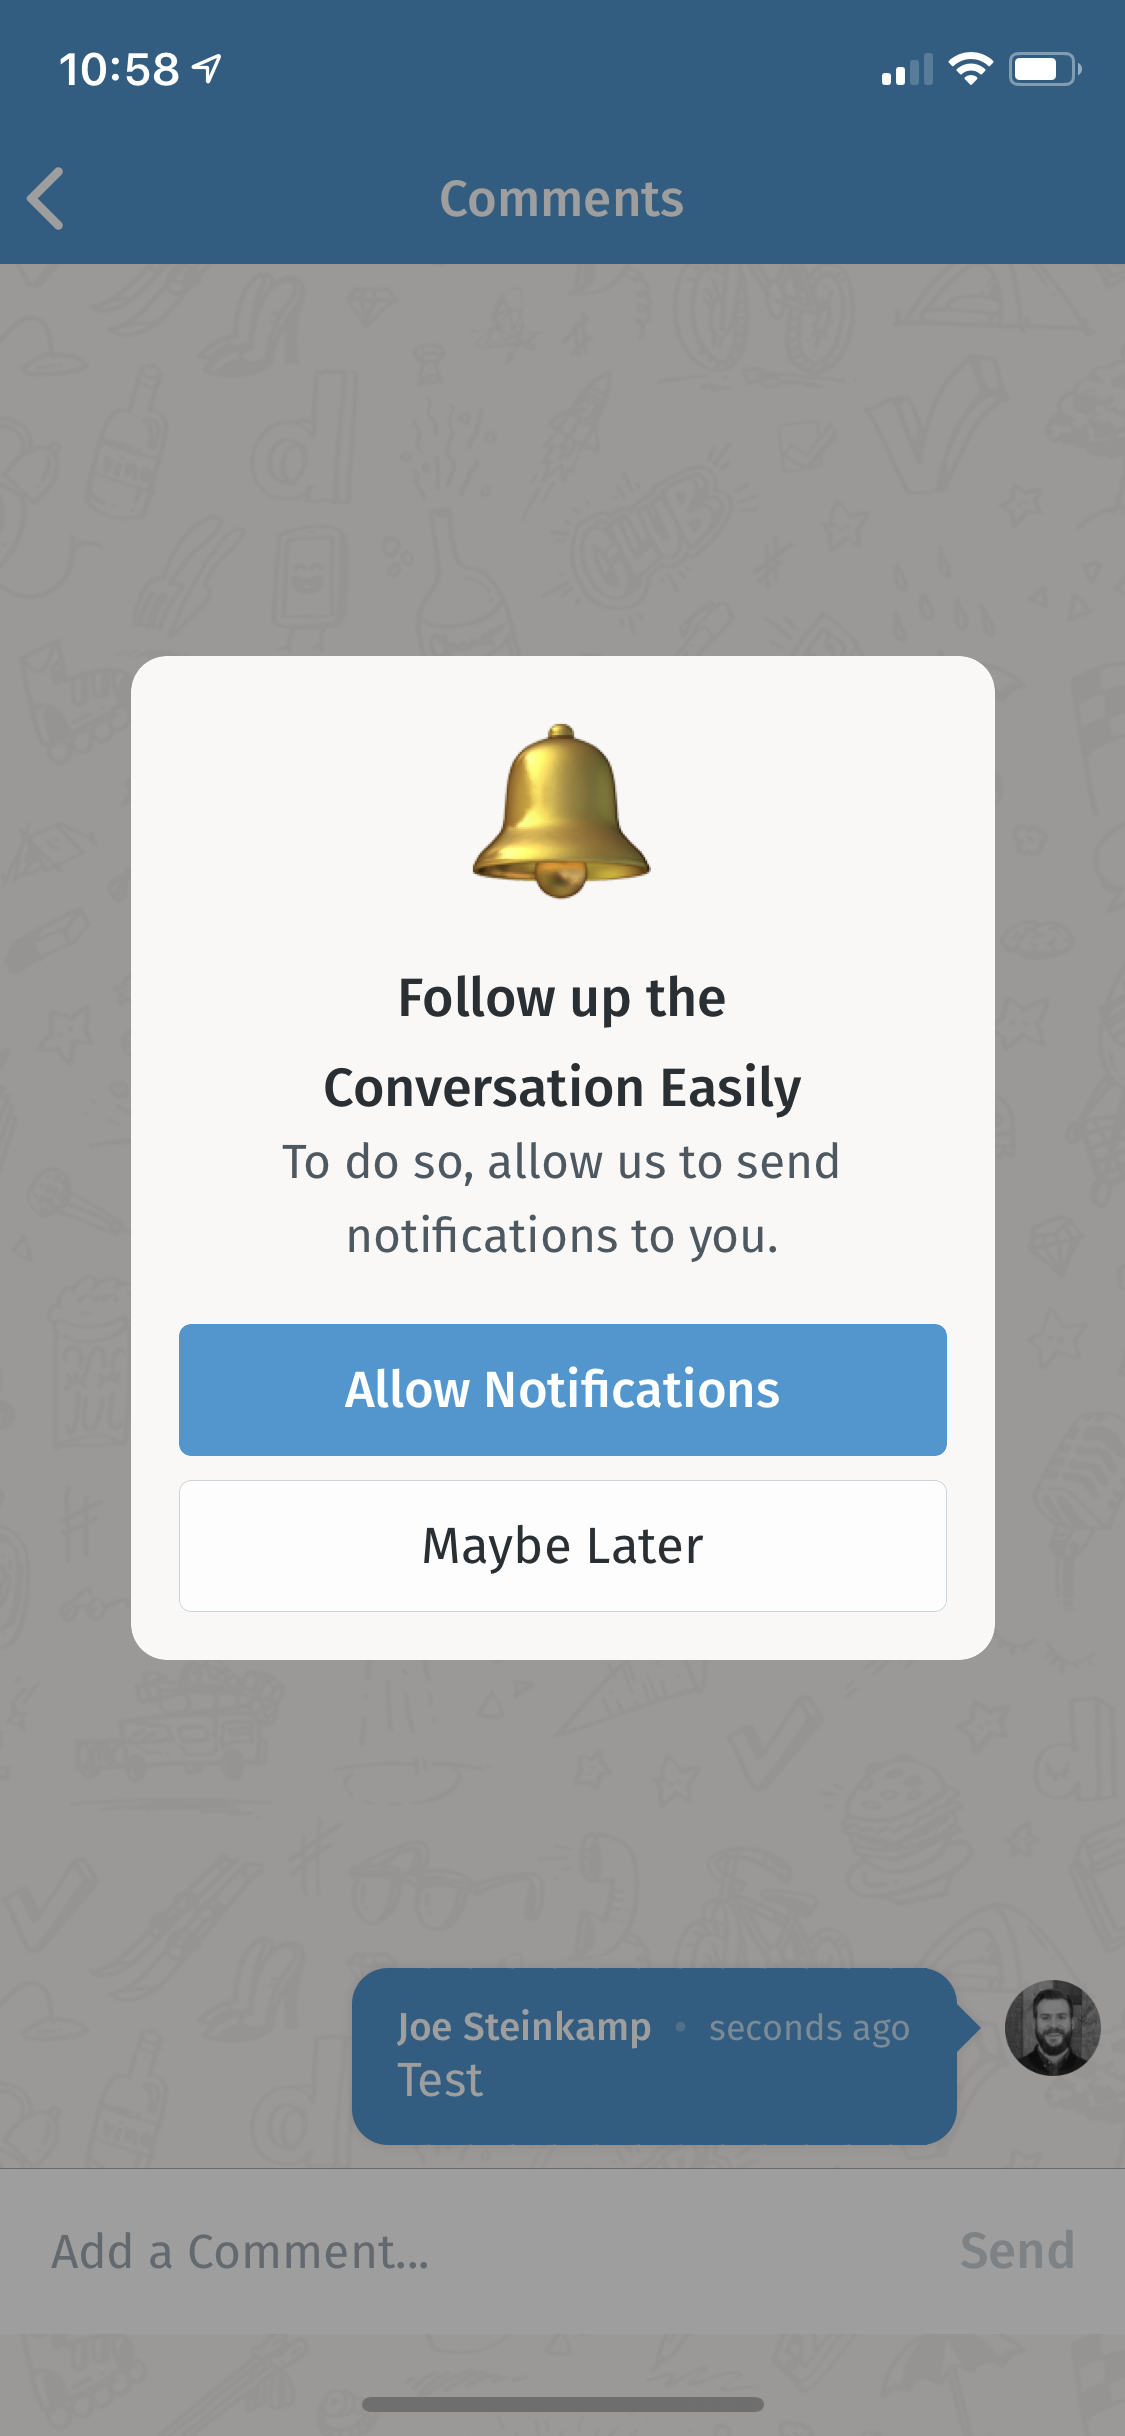 10:58
Comments
CLUB
Follow up the
Conversation Easily
To do so, allow us to send
notifications to you.
Allow Notifications
Maybe Later
Joe Steinkamp • seconds ago
Test
Add a Comment...
Send